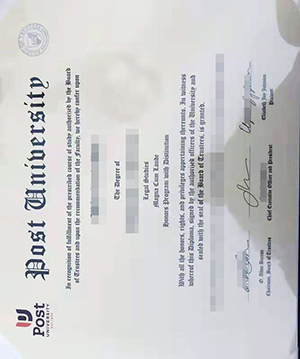 Post University
In recognition of fulfillment of the prescribed course of study authorized by the Board
of Trustees and upon the recommendation of the Faculty, we hereby confer upon
The Degree of
Legal Studies
Magna Cum Laude
Honors Program with Distinction
With all the honors, rights, and privileges appertaining thereunto. In witness
whereof this Diploma, signed by the authorized officers of the University and
sealed with the seal of the Board of Trustees, is granted.
President
Chief Executive Officer and President
Chairman, Board of Trustees
Post
UNIVERSITY